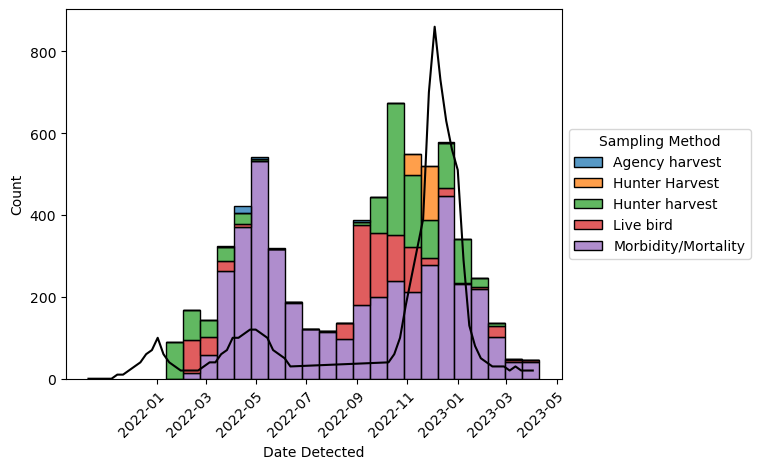 800
600
400
200
0
Count
2022-01
2022-03
2022-05
2022-07
2022-09
2022-11
2023-01
2023-03
2023-05
Date Detected
Sampling Method
Agency harvest
Hunter Harvest
Hunter harvest
Live bird
Morbidity/Mortality